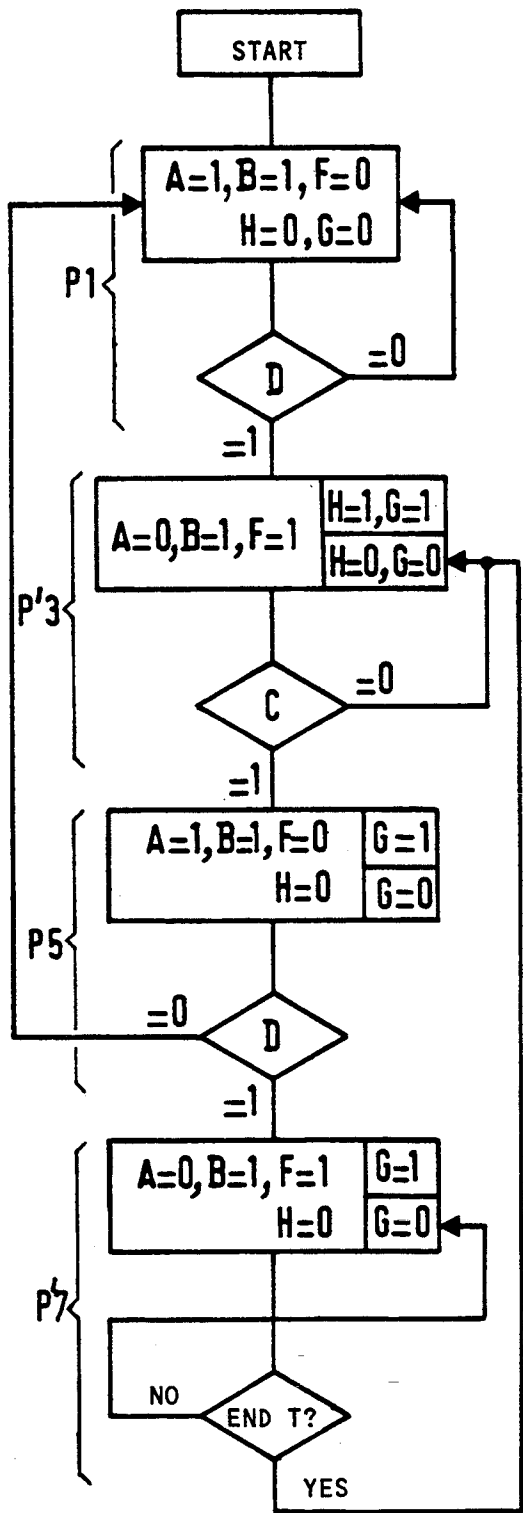 START
A=1,B=1,F=0
H=0,G=0
P1
D
=0
=1
A=0,B=1,F=1
H=1,G=1
H=0,G=0
P'3
C
=0
=1
A=1,B=1,F=0
H=0
G=1
G=0
P5
=0
D
=1
A=0,B=1,F=1
H=0
G=1
G=0
P'7
NO
END T?
YES